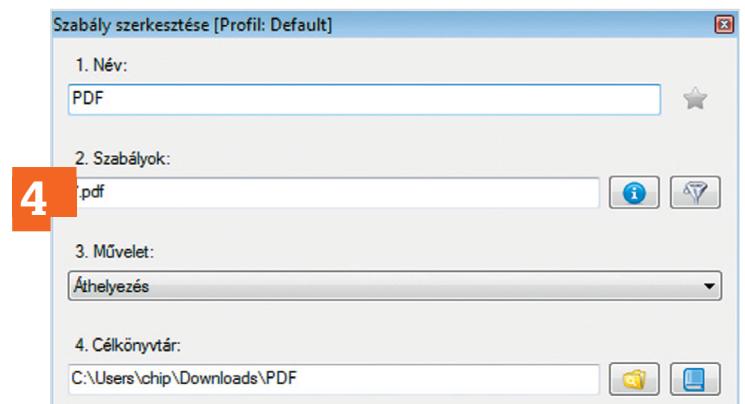 Szabály szerkesztése [Profil: Default]
1. Név:
PDF
2. Szabályok:
4
.pdf
3. Művelet:
Áthelyezés
4. Célkönyvtár:
C:\Users\chip\Downloads\PDF